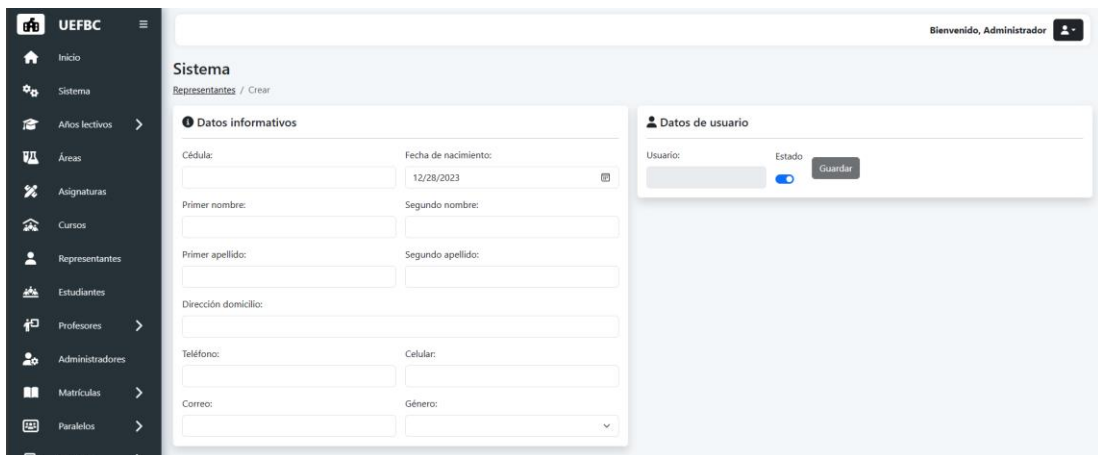 UEFBC
Inicio
Sistema
Años lectivos
Áreas
Asignaturas
Cursos
Representantes
Estudiantes
Profesores
Administradores
Matrículas
Paralelos
Bienvenido, Administrador
Sistema
Representantes / Crear
Datos informativos
Cédula: Fecha de nacimiento:
12/28/2023
Primer nombre: Segundo nombre:
Primer apellido: Segundo apellido:
Dirección domicilio:
Teléfono: Celular:
Correo: Género:
Datos de usuario
Usuario: Estado
Guardar